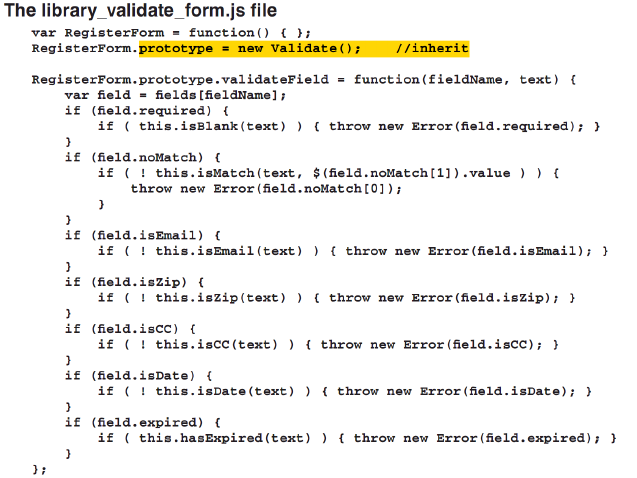 The library_validate_form.js file
var RegisterForm = function() { };
RegisterForm.prototype = new Validate();    //inherit
RegisterForm.prototype.validateField = function(fieldName, text) {
    var field = fields[fieldName];
    if (field.required) {
        if ( this.isBlank(text) ) { throw new Error(field.required); }
    }
    if (field.noMatch) {
        if ( ! this.isMatch(text, $(field.noMatch[1]).value ) ) {
            throw new Error(field.noMatch[0]);
        }
    }
    if (field.isEmail) {
        if ( ! this.isEmail(text) ) { throw new Error(field.isEmail); }
    }
    if (field.isZip) {
        if ( ! this.isZip(text) ) { throw new Error(field.isZip); }
    }
    if (field.isCC) {
        if ( ! this.isCC(text) ) { throw new Error(field.isCC); }
    }
    if (field.isDate) {
        if ( ! this.isDate(text) ) { throw new Error(field.isDate); }
    }
    if (field.expired) {
        if ( this.hasExpired(text) ) { throw new Error(field.expired); }
    }
};